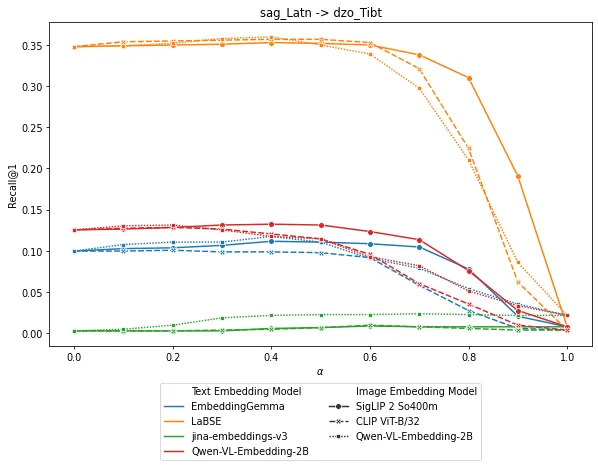 sag_Latn -> dzo_Tibt
Recall@1
0.35
0.30
0.25
0.20
0.15
0.10
0.05
0.00
0.0 0.2 0.4 0.6 0.8 1.0
α
Text Embedding Model
EmbeddingGemma
LaBSE
jina-embeddings-v3
Qwen-VL-Embedding-2B
Image Embedding Model
SigLIP 2 So400m
CLIP ViT-B/32
Qwen-VL-Embedding-2B